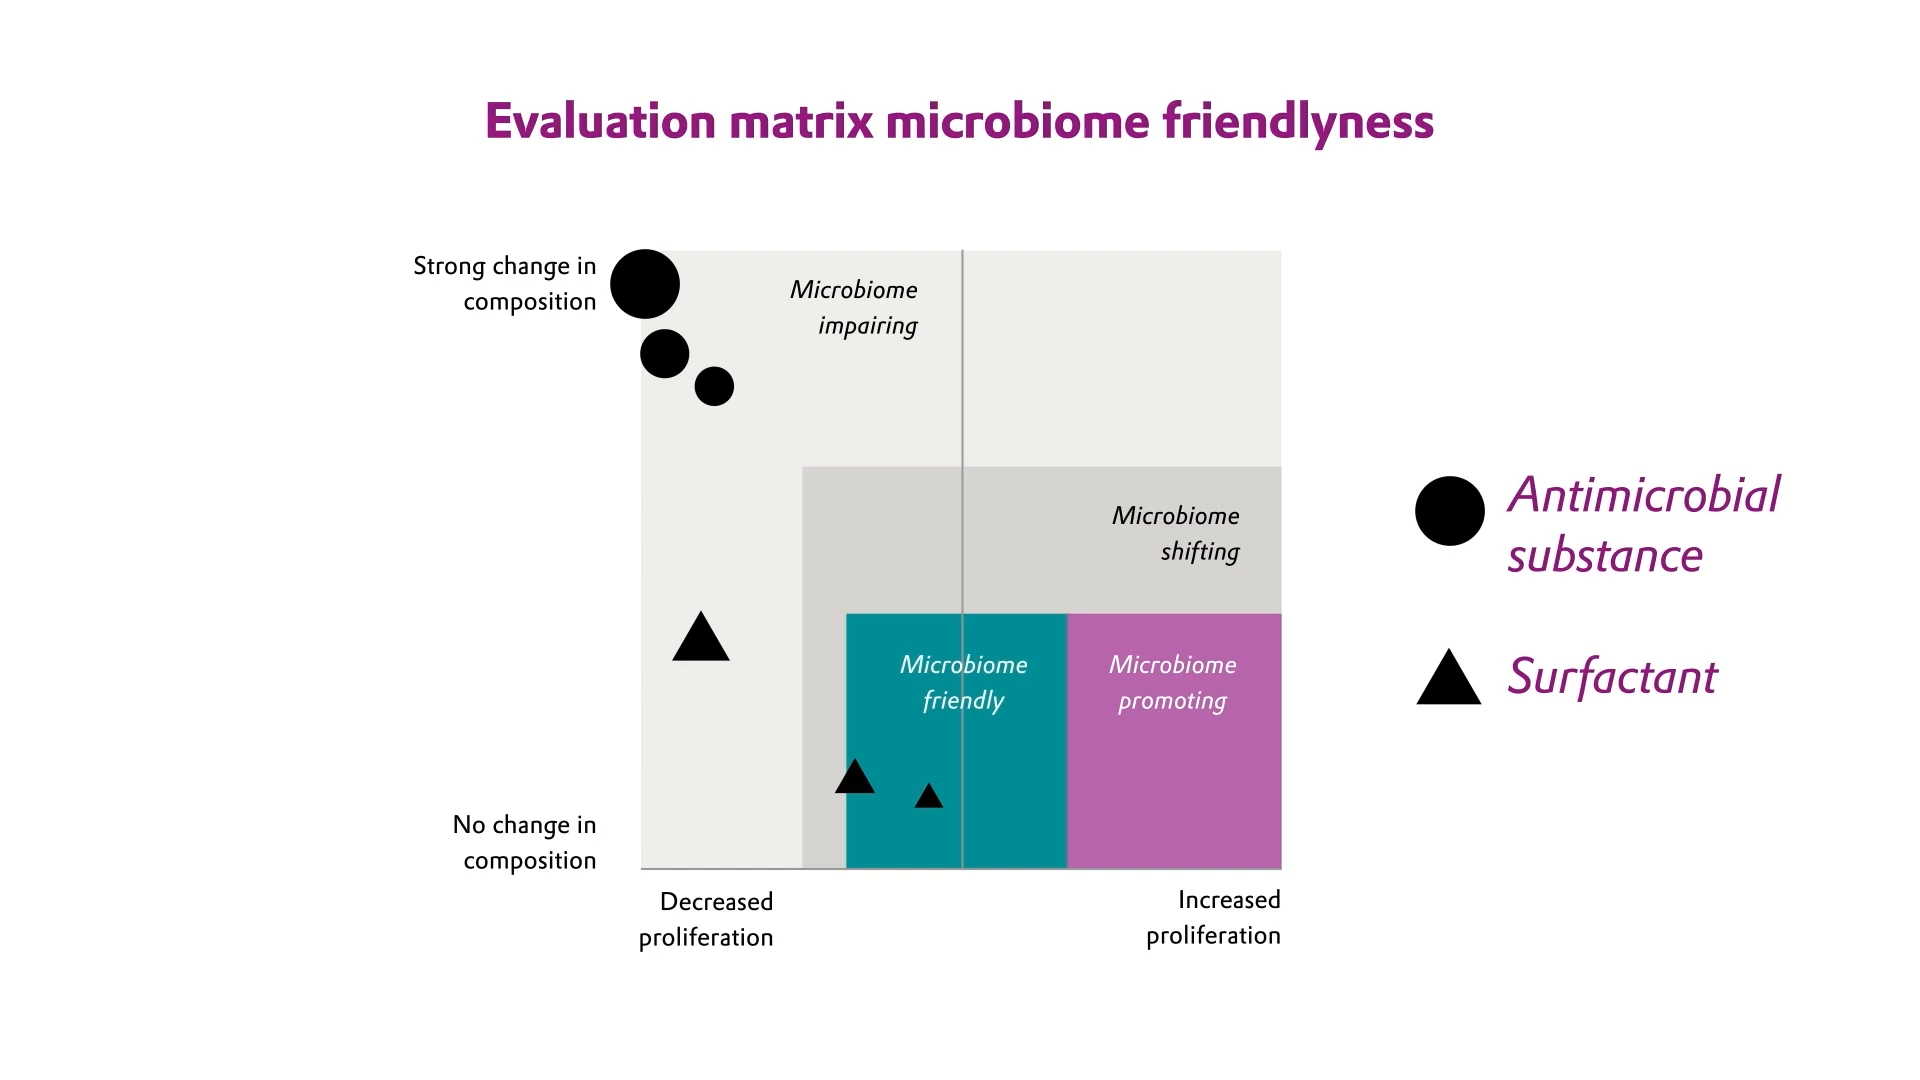 Evaluation matrix microbiome friendlyness
Strong change in
composition
Microbiome
impairing
Microbiome
shifting
Antimicrobial
substance
Microbiome
friendly
Microbiome
promoting
Surfactant
No change in
composition
Decreased
proliferation
Increased
proliferation